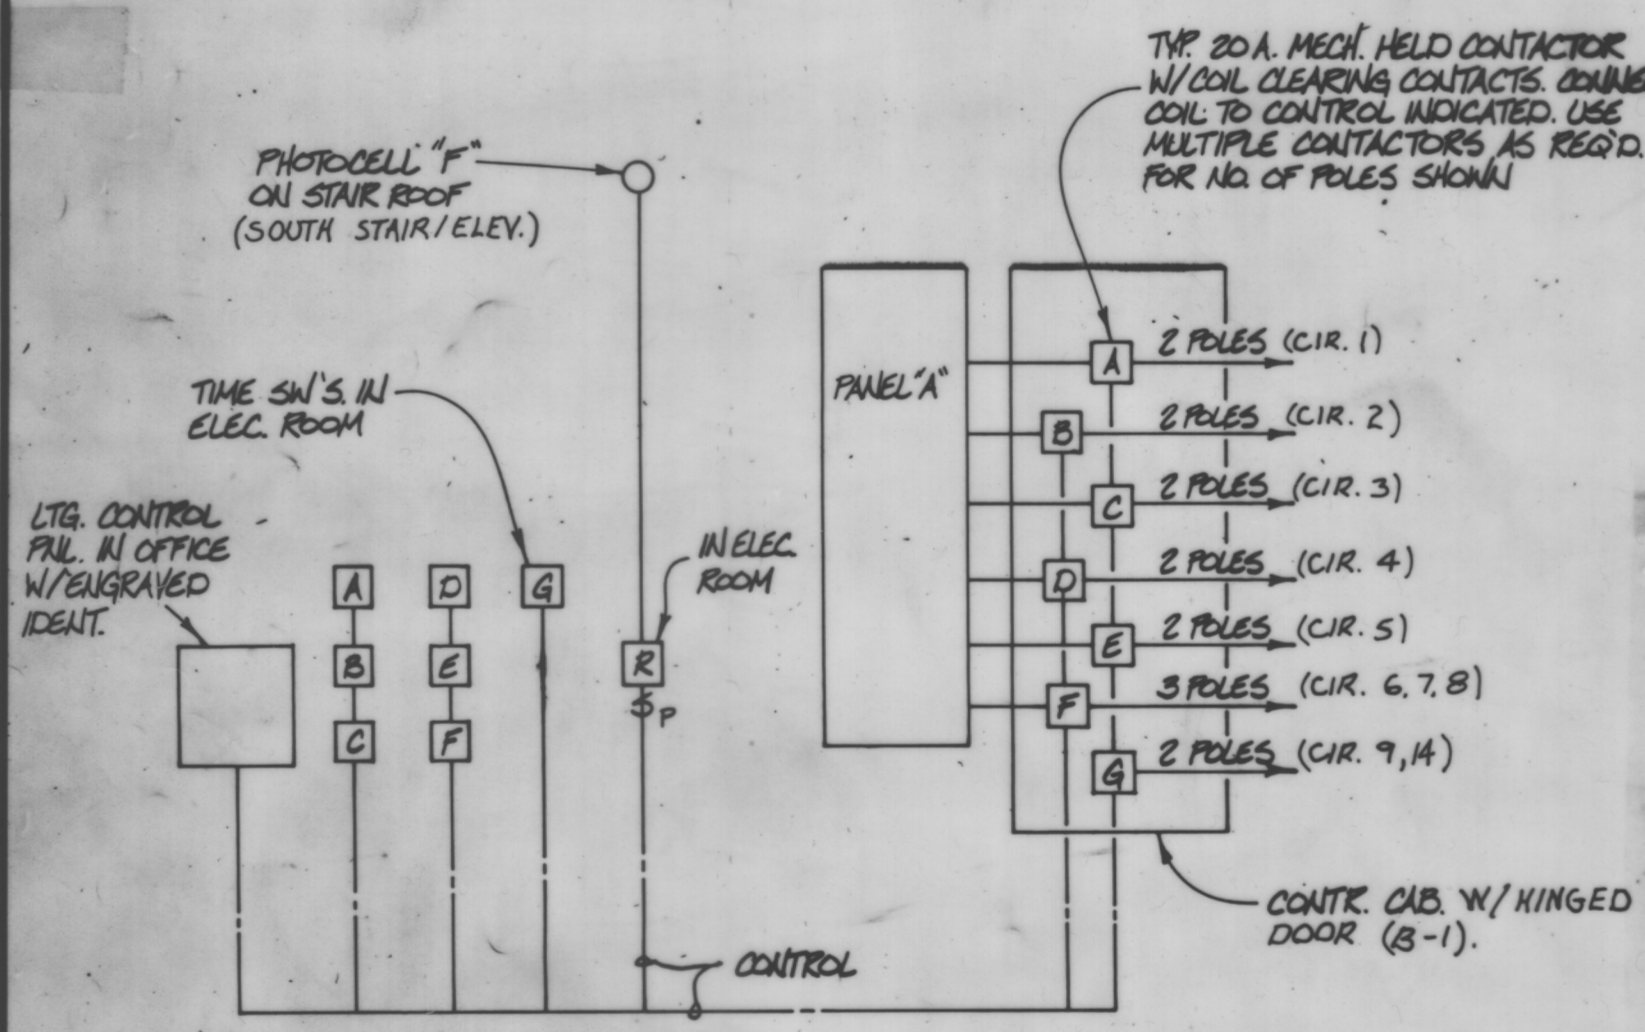 TYP. 20 A. MECH. HELD CONTACTOR
W/COIL CLEARING CONTACTS.
COIL TO CONTROL INDICATED. USE
MULTIPLE CONTACTORS AS REQ'D.
FOR NO. OF POLES SHOWN
PHOTOCELL "F"
ON STAIR ROOF
(SOUTH STAIR/ELEV.)
PANEL "A"
A 2 POLES (CIR. 1)
B 2 POLES (CIR. 2)
C 2 POLES (CIR. 3)
D 2 POLES (CIR. 4)
E 2 POLES (CIR. 5)
F 3 POLES (CIR. 6, 7, 8)
G 2 POLES (CIR. 9, 14)
TIME SW'S. IN
ELEC. ROOM
LTG. CONTROL
PNL. IN OFFICE
W/ENGRAVED
IDENT.
IN ELEC.
ROOM
A D G
B E R
C F
S P
CONTR. CAB. W/HINGED
DOOR (B-1).
CONTROL